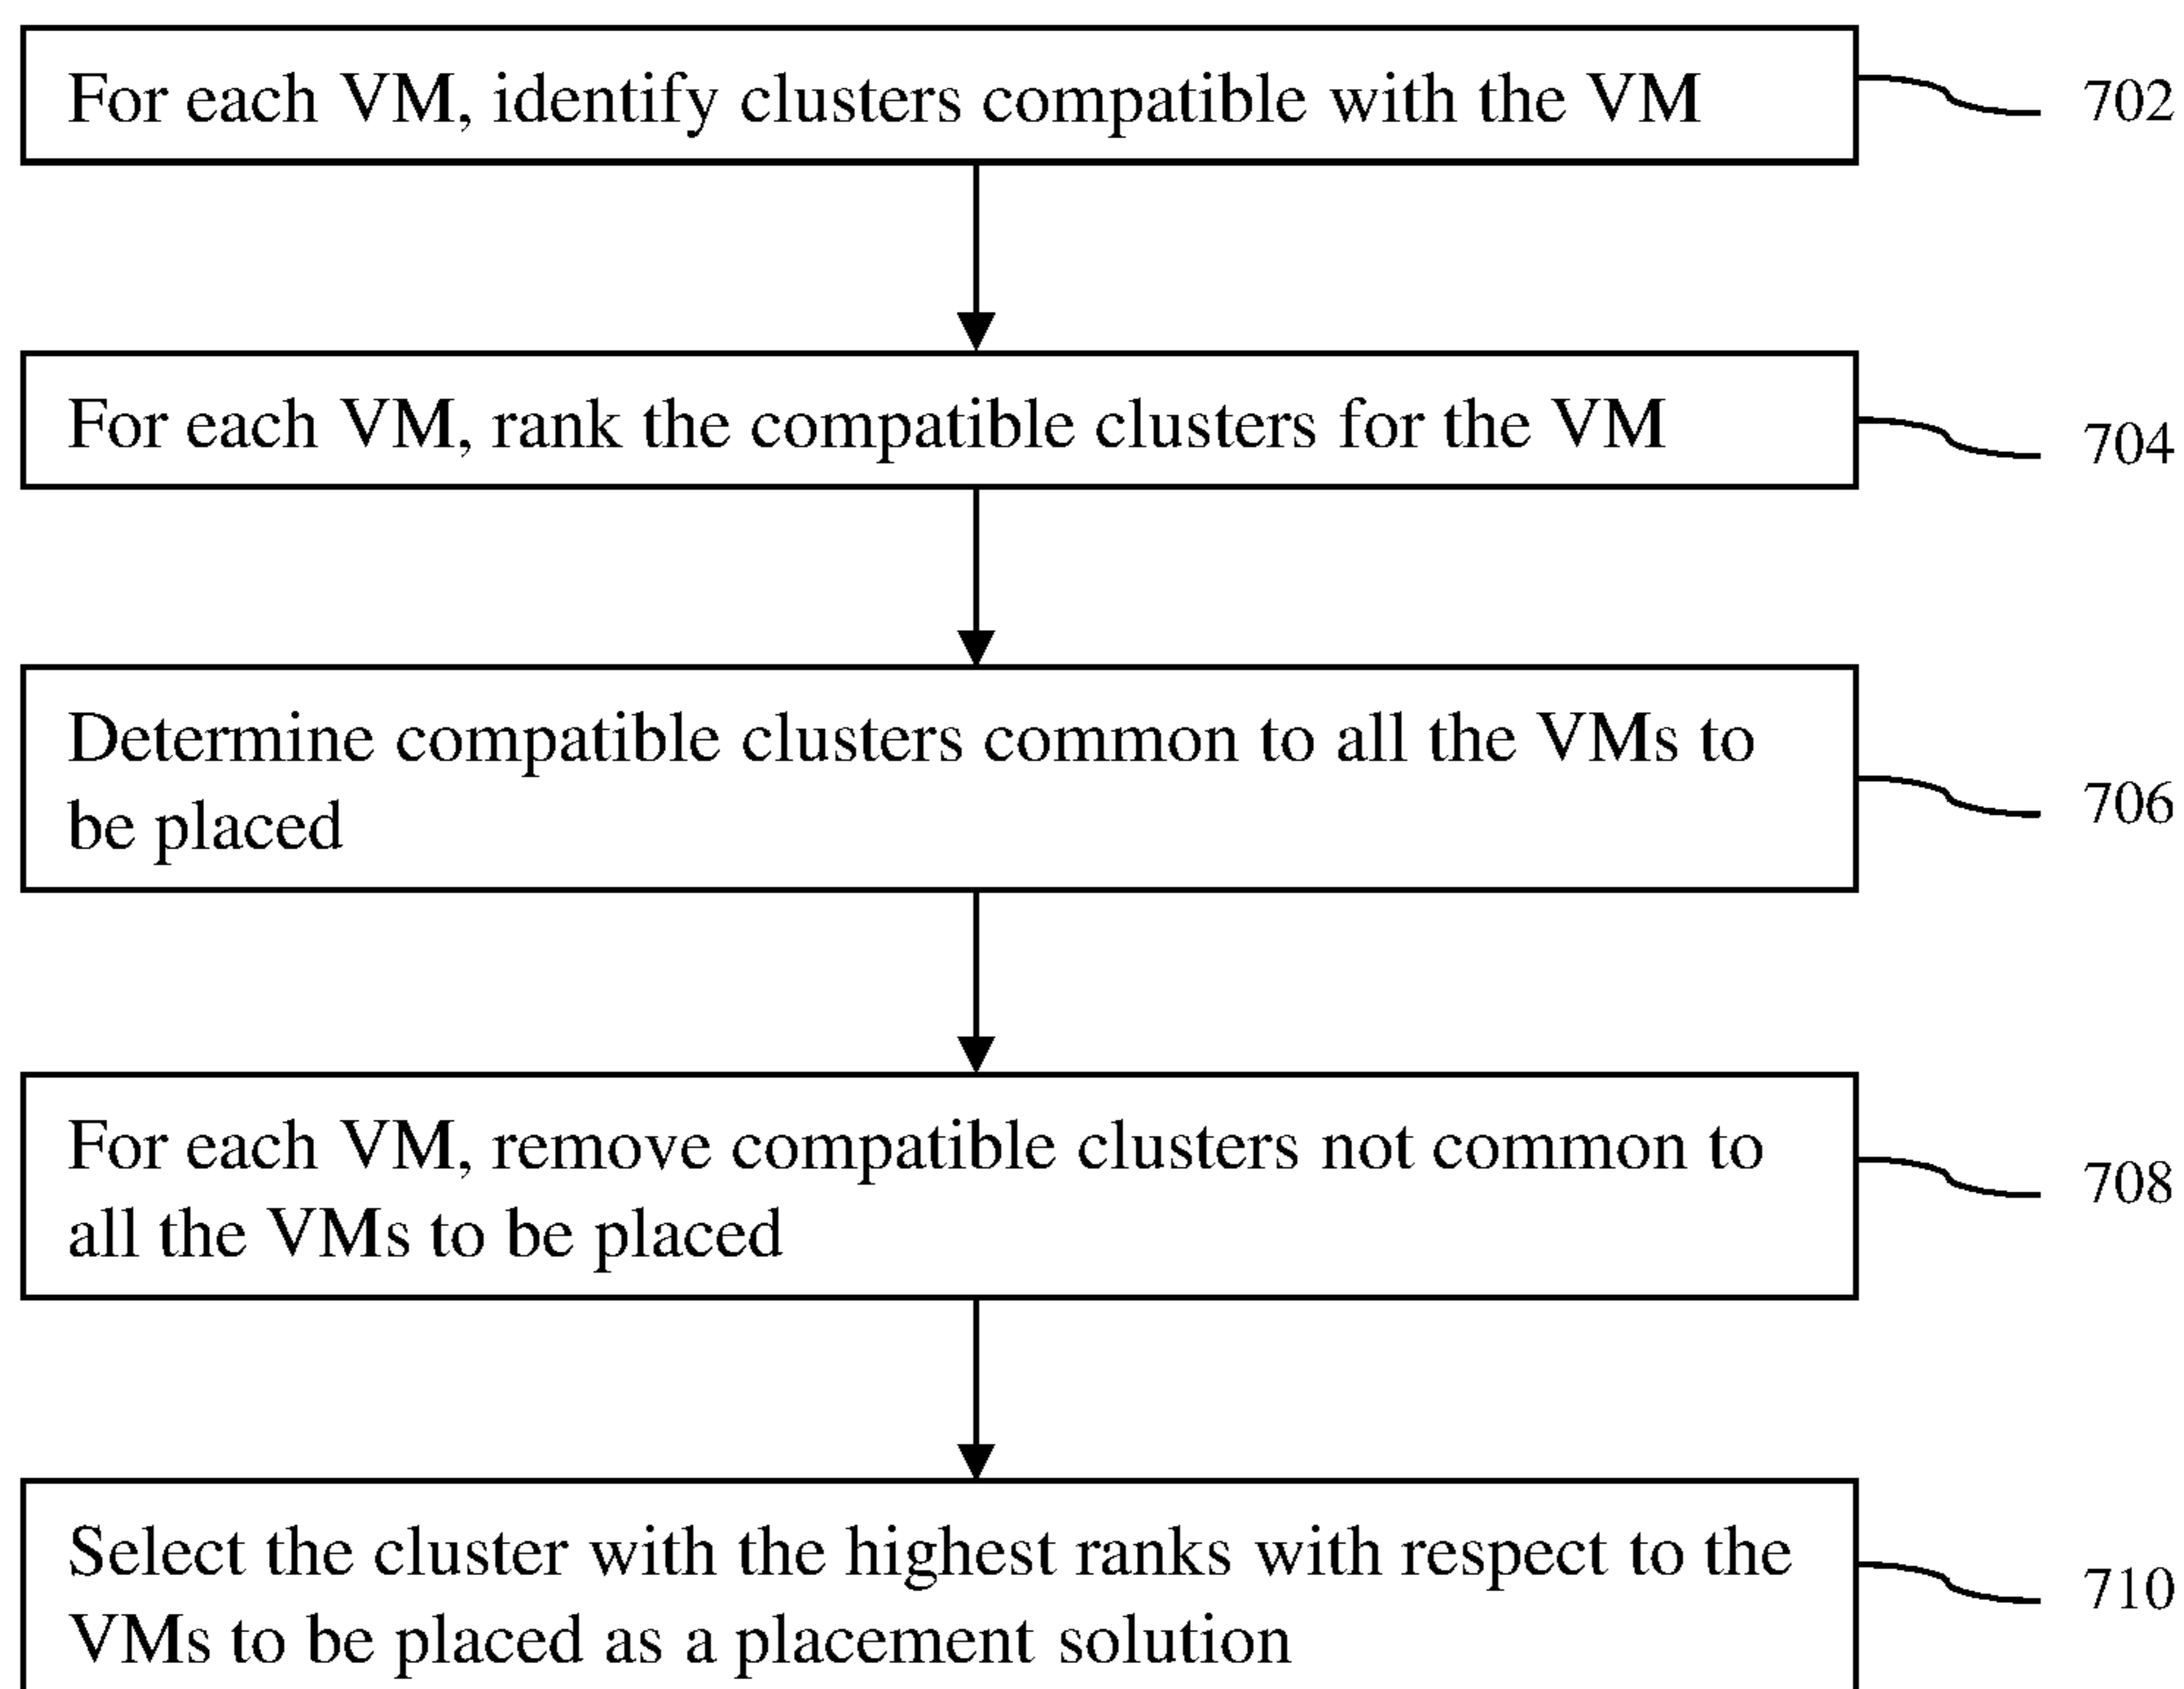 For each VM, identify clusters compatible with the VM
702
For each VM, rank the compatible clusters for the VM
704
Determine compatible clusters common to all the VMs to
be placed
706
For each VM, remove compatible clusters not common to
all the VMs to be placed
708
Select the cluster with the highest ranks with respect to the
VMs to be placed as a placement solution
710